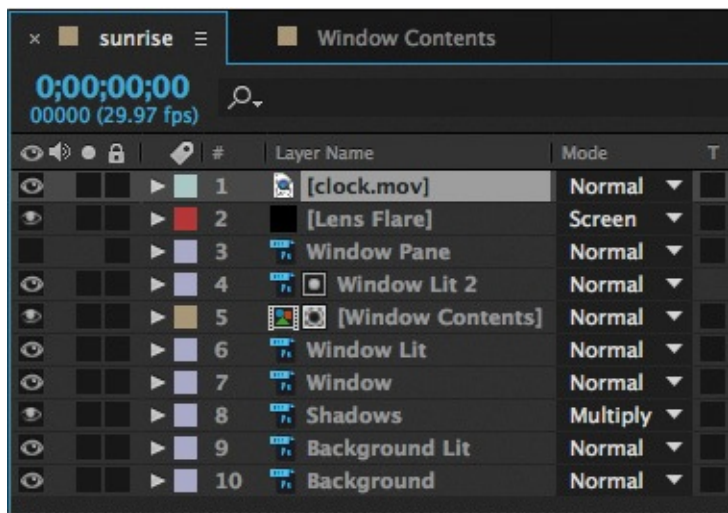 × sunrise ≡ Window Contents
0;00;00;00
00000 (29.97 fps)
# Layer Name Mode T
1 [clock.mov] Normal
2 [Lens Flare] Screen
3 Window Pane Normal
4 Window Lit 2 Normal
5 [Window Contents] Normal
6 Window Lit Normal
7 Window Normal
8 Shadows Multiply
9 Background Lit Normal
10 Background Normal